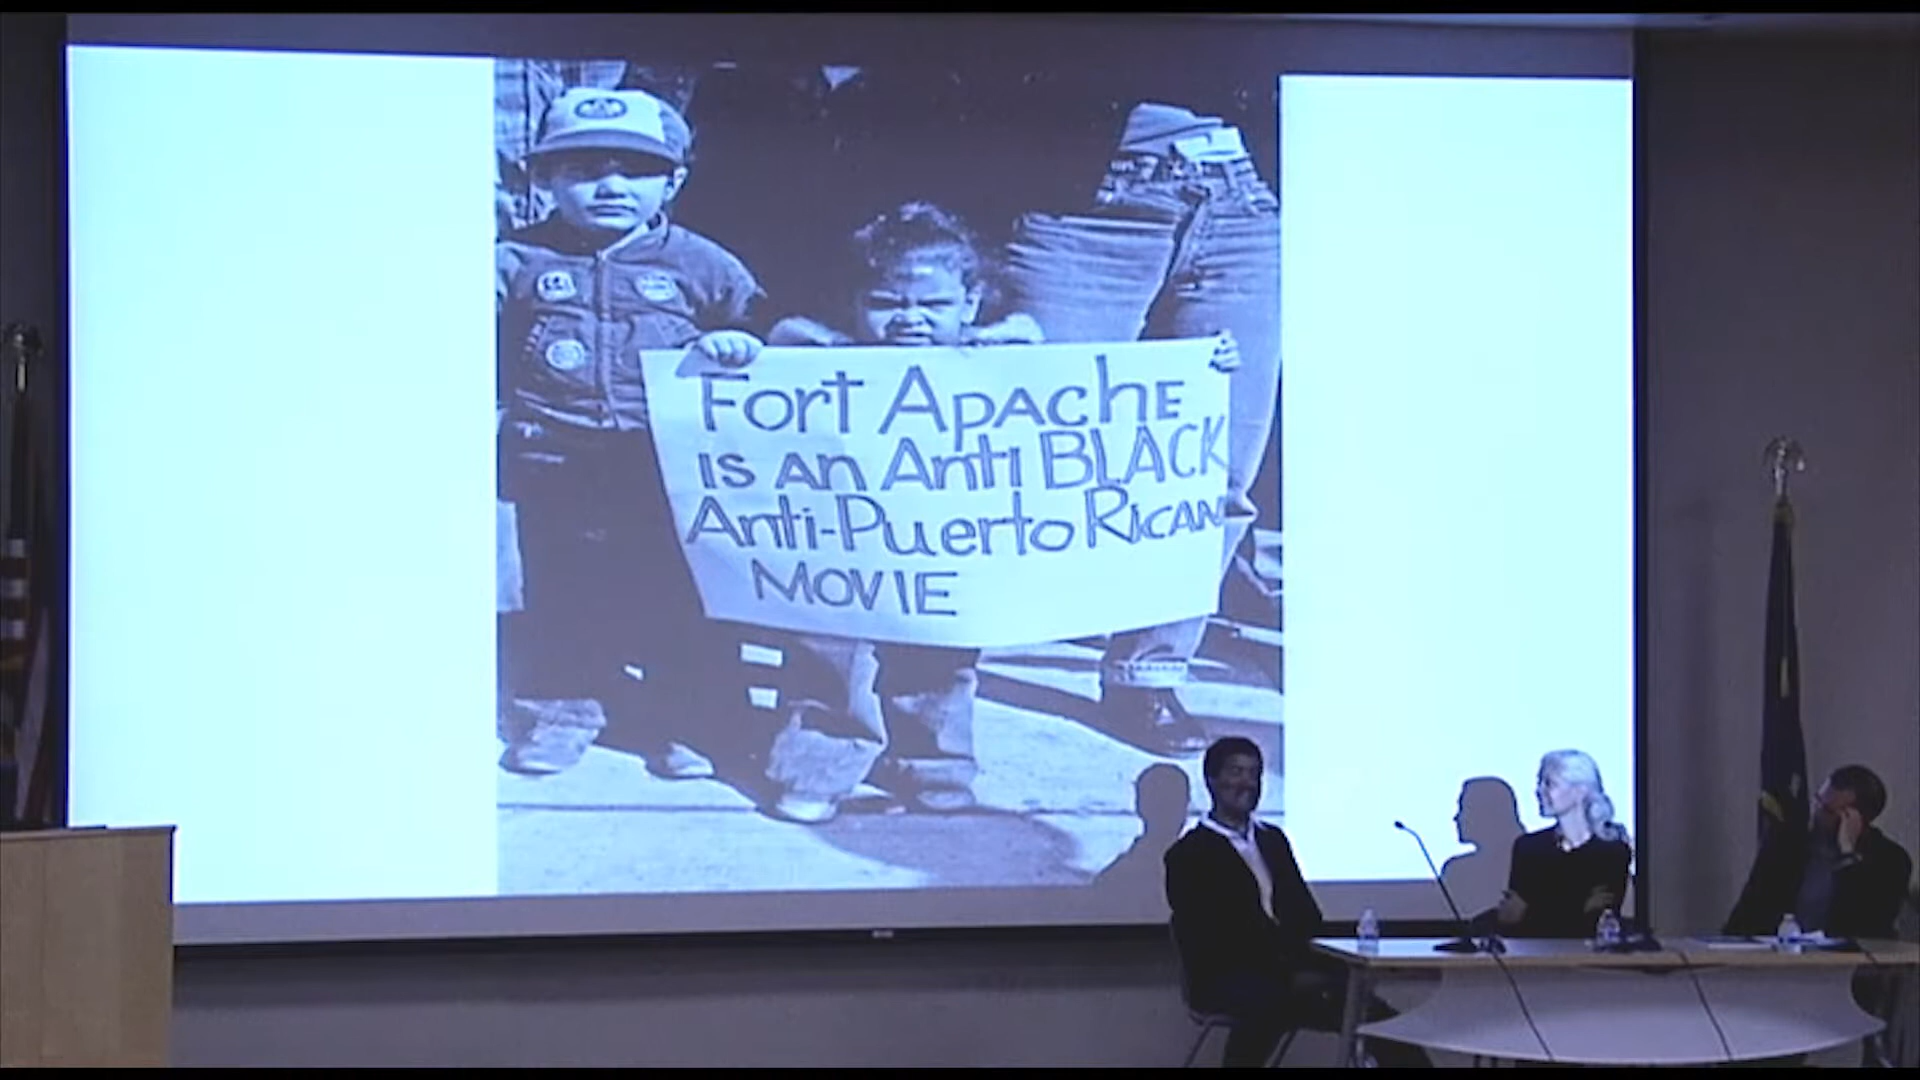 Fort Apache
is an Anti BLACK
Anti-Puerto Rican
MOVIE